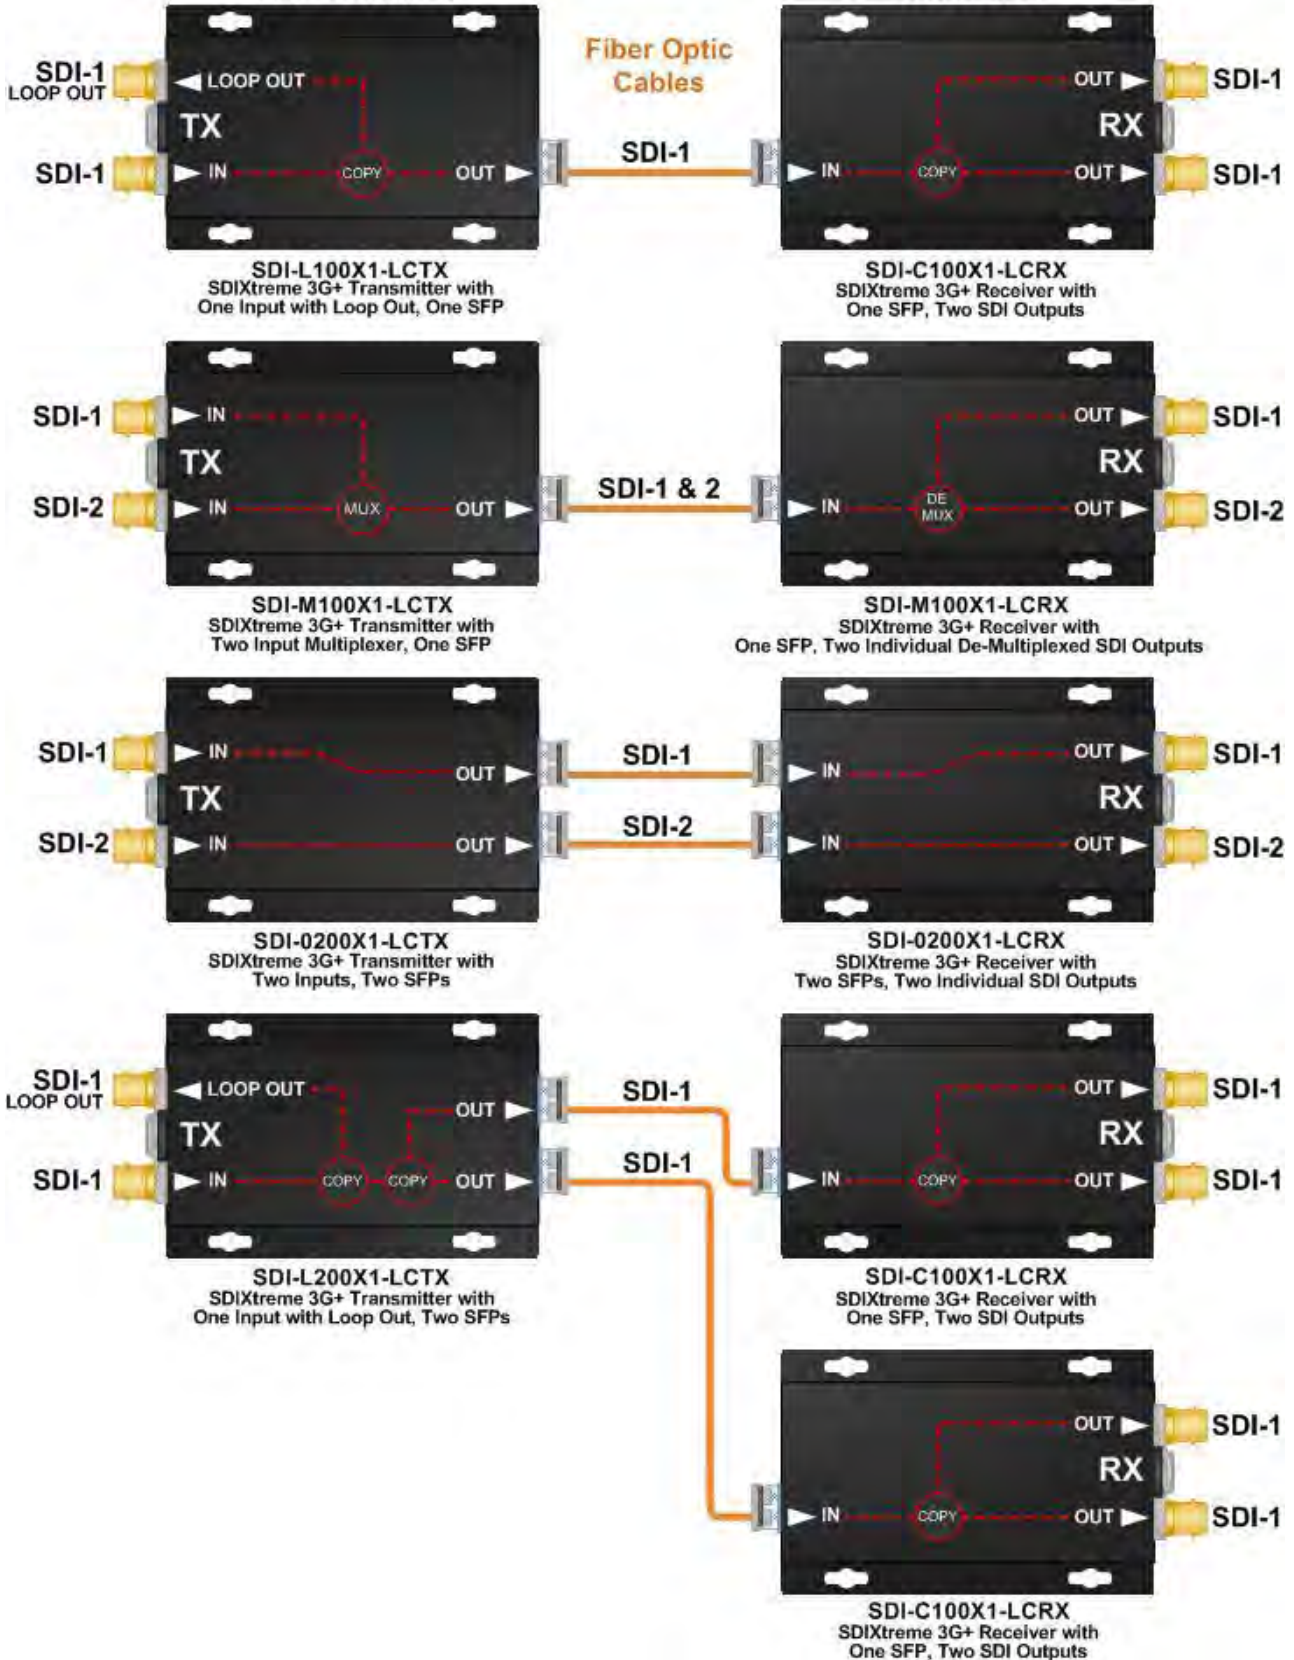 Fiber Optic
Cables
SDI-1
LOOP OUT
LOOP OUT
TX
SDI-1
IN
COPY
OUT
SDI-1
IN
COPY
OUT
SDI-1
RX
OUT
SDI-1
SDI-L100X1-LCTX
SDIXtreme 3G+ Transmitter with
One Input with Loop Out, One SFP
SDI-C100X1-LCRX
SDIXtreme 3G+ Receiver with
One SFP, Two SDI Outputs
SDI-1
IN
TX
SDI-2
IN
MUX
OUT
SDI-1 & 2
IN
DE
MUX
OUT
SDI-1
RX
OUT
SDI-2
SDI-M100X1-LCTX
SDIXtreme 3G+ Transmitter with
Two Input Multiplexer, One SFP
SDI-M100X1-LCRX
SDIXtreme 3G+ Receiver with
One SFP, Two Individual De-Multiplexed SDI Outputs
SDI-1
IN
TX
SDI-2
IN
OUT
OUT
SDI-1
SDI-2
IN
IN
OUT
SDI-1
RX
OUT
SDI-2
SDI-0200X1-LCTX
SDIXtreme 3G+ Transmitter with
Two Inputs, Two SFPs
SDI-0200X1-LCRX
SDIXtreme 3G+ Receiver with
Two SFPs, Two Individual SDI Outputs
SDI-1
LOOP OUT
LOOP OUT
TX
SDI-1
IN
COPY
COPY
OUT
OUT
SDI-1
SDI-1
IN
COPY
OUT
SDI-1
RX
OUT
SDI-1
SDI-L200X1-LCTX
SDIXtreme 3G+ Transmitter with
One Input with Loop Out, Two SFPs
SDI-C100X1-LCRX
SDIXtreme 3G+ Receiver with
One SFP, Two SDI Outputs
IN
COPY
OUT
SDI-1
RX
OUT
SDI-1
SDI-C100X1-LCRX
SDIXtreme 3G+ Receiver with
One SFP, Two SDI Outputs